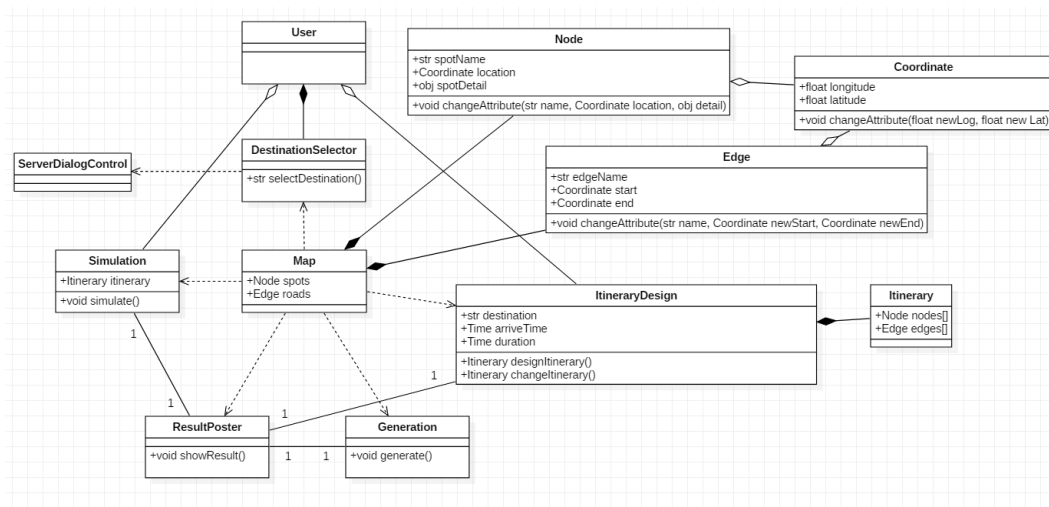 User
Node
+str spotName
+Coordinate location
+obj spotDetail
+void changeAttribute(str name, Coordinate location, obj detail)
Coordinate
+float longitude
+float latitude
+void changeAttribute(float newLog, float new Lat)
ServerDialogControl
DestinationSelector
+str selectDestination()
Edge
+str edgeName
+Coordinate start
+Coordinate end
+void changeAttribute(str name, Coordinate newStart, Coordinate newEnd)
Simulation
+Itinerary itinerary
+void simulate()
Map
+Node spots
+Edge roads
ItineraryDesign
+str destination
+Time arriveTime
+Time duration
+Itinerary designItinerary()
+Itinerary changeItinerary()
Itinerary
+Node nodes[]
+Edge edges[]
1
1
1
1
ResultPoster
+void showResult()
1
1
Generation
+void generate()